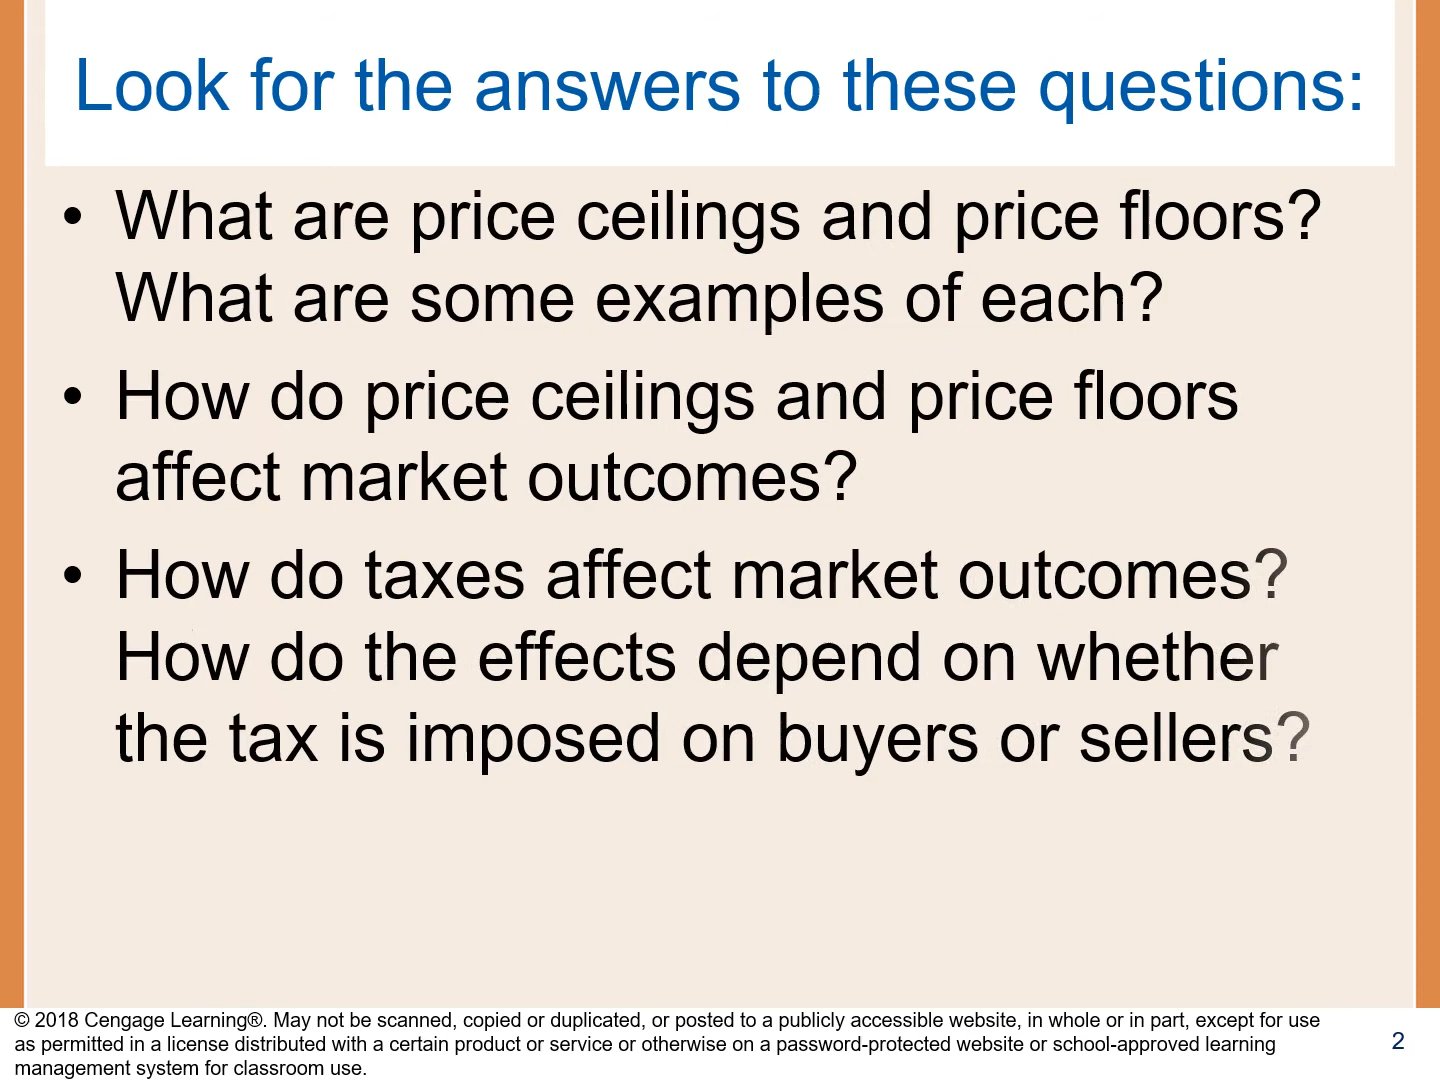 Look for the answers to these questions:
• What are price ceilings and price floors?
What are some examples of each?
• How do price ceilings and price floors
affect market outcomes?
• How do taxes affect market outcomes?
How do the effects depend on whether
the tax is imposed on buyers or sellers?
© 2018 Cengage Learning®. May not be scanned, copied or duplicated, or posted to a publicly accessible website, in whole or in part, except for use
as permitted in a license distributed with a certain product or service or otherwise on a password-protected website or school-approved learning
management system for classroom use.
2